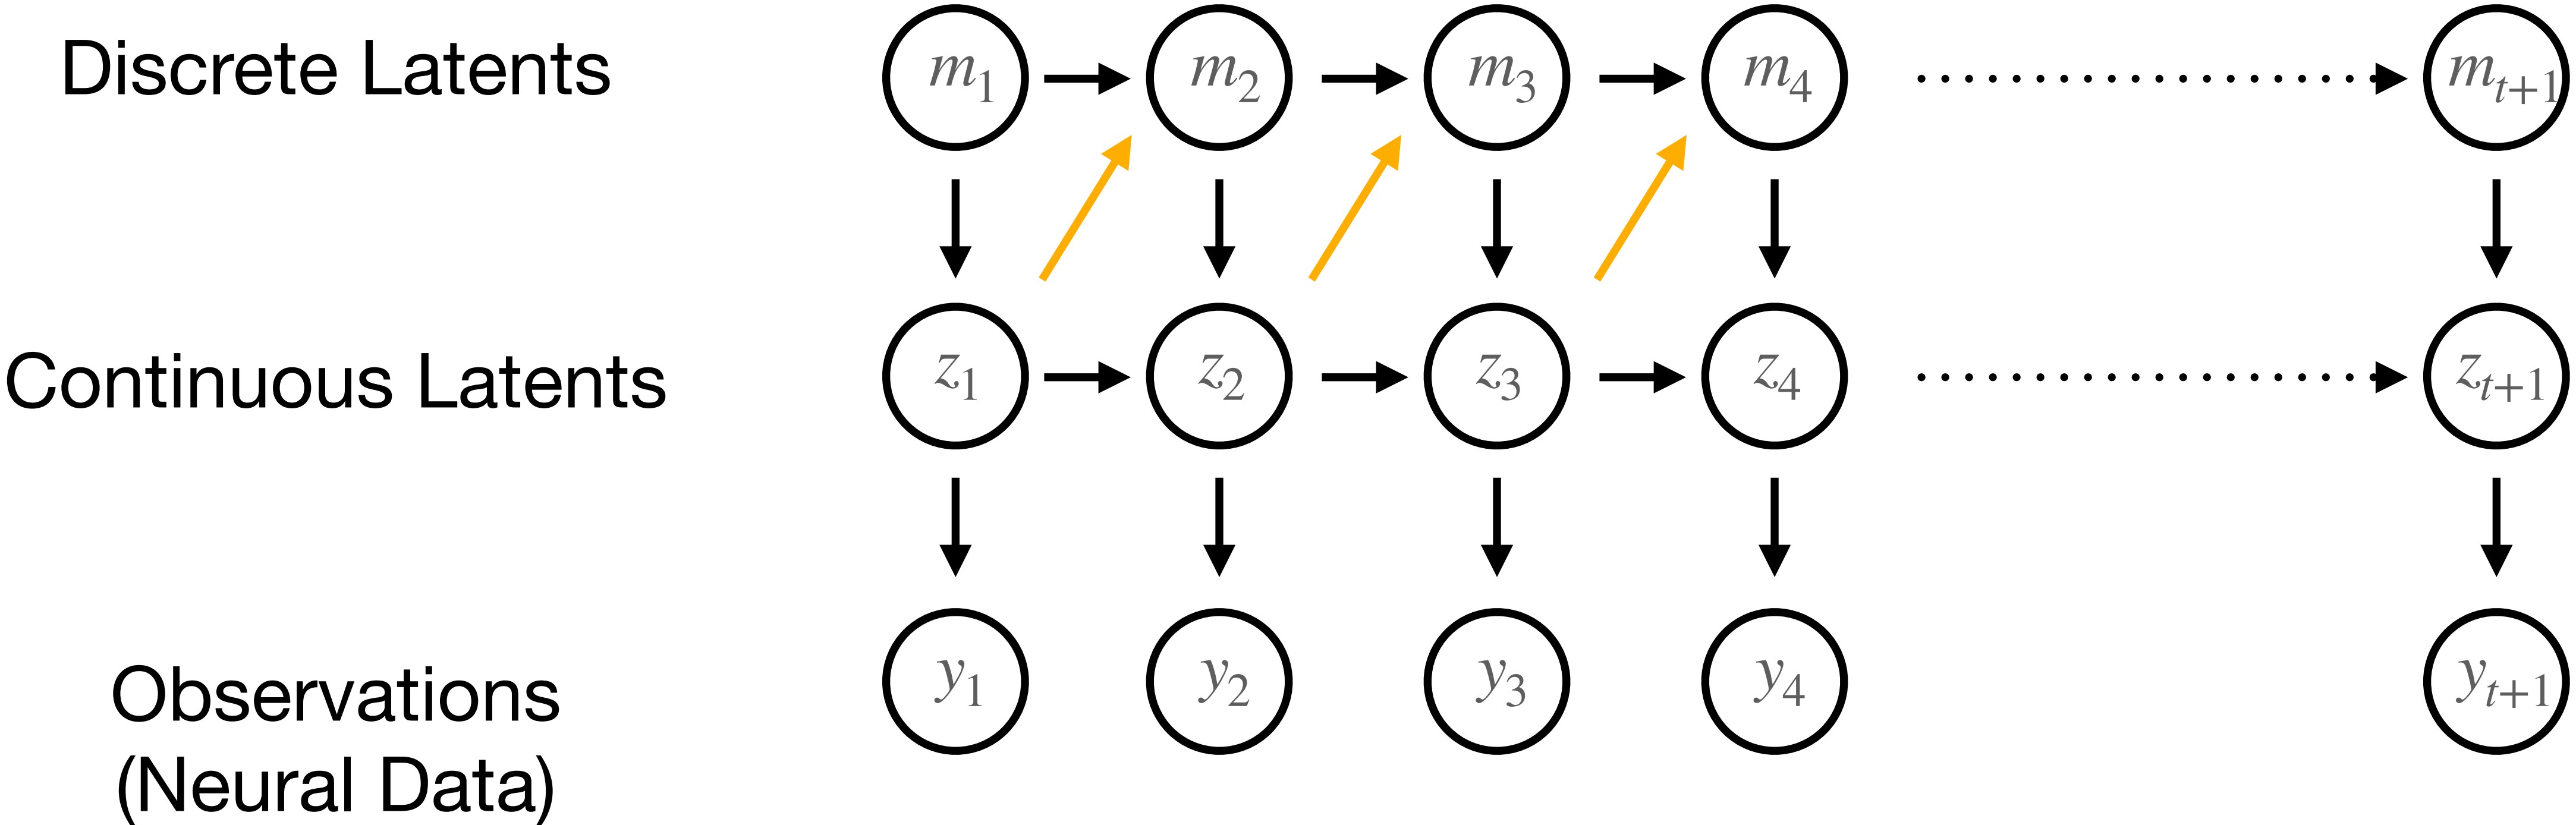 Discrete Latents m₁ m₂ m₃ m₄ mₜ₊₁
Continuous Latents z₁ z₂ z₃ z₄ zₜ₊₁
Observations y₁ y₂ y₃ y₄ yₜ₊₁
(Neural Data)